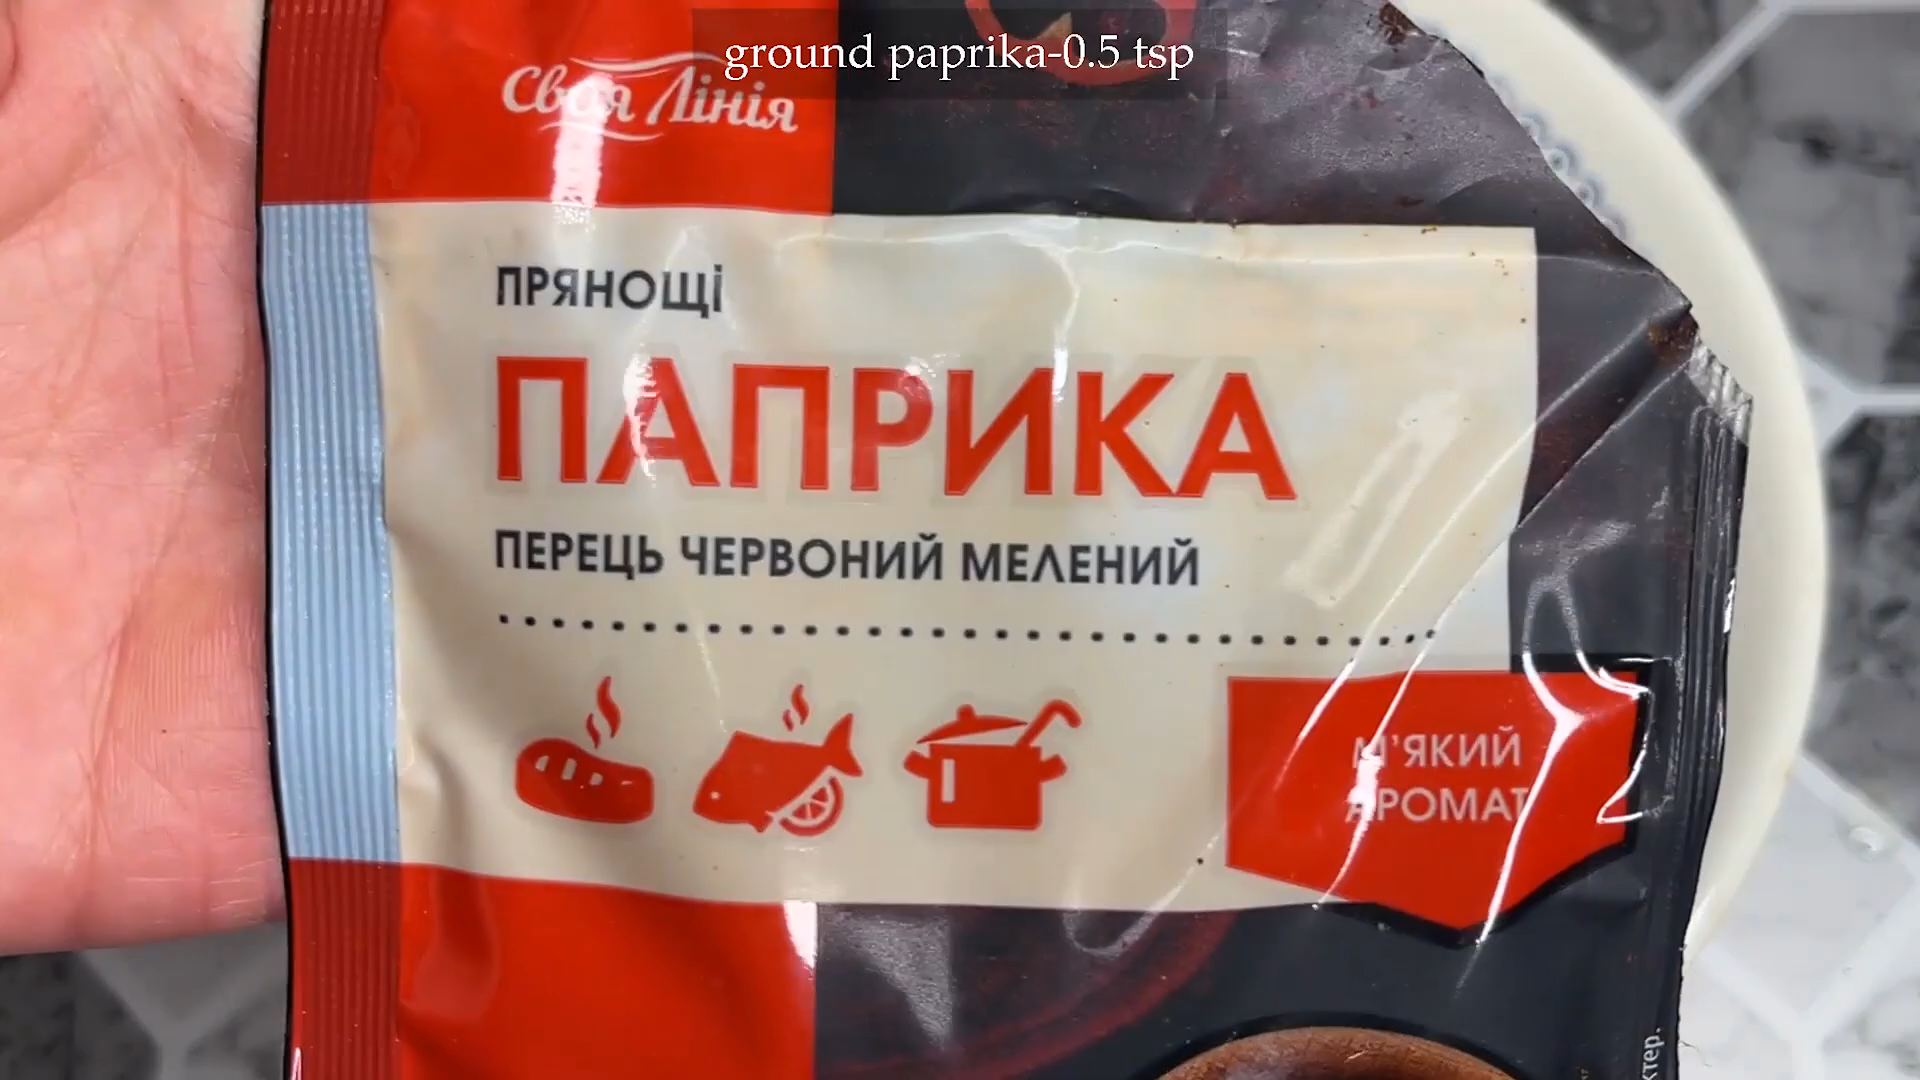 ground paprika-0.5 tsp
Своя Лінія
ПРЯНОЩІ
ПАПРИКА
ПЕРЕЦЬ ЧЕРВОНИЙ МЕЛЕНИЙ
М'ЯКИЙ
АРОМАТ